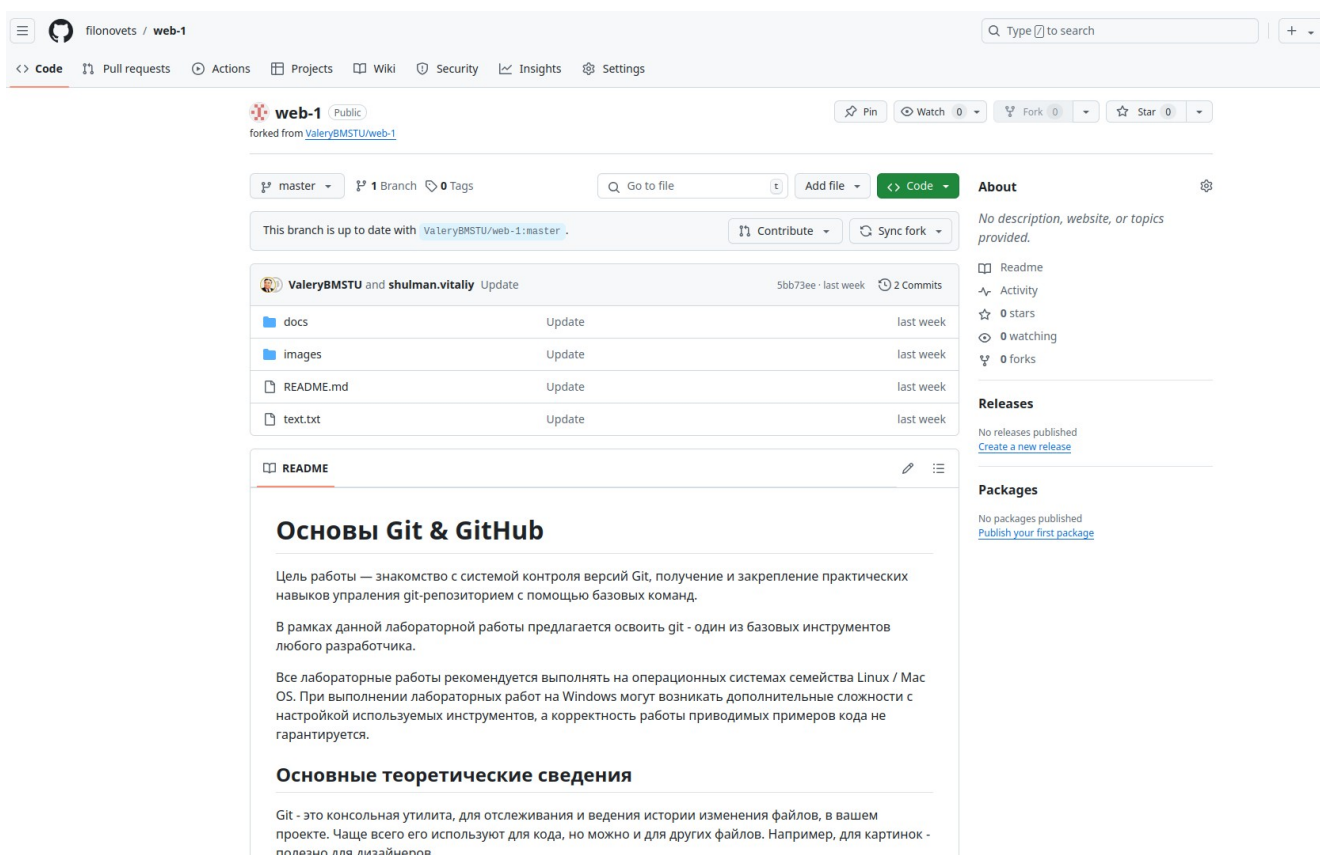 filonovets / web-1
Type / to search
Code Pull requests Actions Projects Wiki Security Insights Settings
web-1 Public
Pin Watch 0 Fork 0 Star 0
forked from ValeryBMSTU/web-1
master 1 Branch 0 Tags Go to file t Add file Code
About
No description, website, or topics
provided.
This branch is up to date with ValeryBMSTU/web-1:master . Contribute Sync fork
Readme
Activity
0 stars
0 watching
0 forks
ValeryBMSTU and shulman.vitaliy Update 5bb73ee · last week 2 Commits
docs Update last week
images Update last week
README.md Update last week
text.txt Update last week
Releases
No releases published
Create a new release
Packages
No packages published
Publish your first package
README
Основы Git & GitHub
Цель работы — знакомство с системой контроля версий Git, получение и закрепление практических
навыков упраления git-репозиторием с помощью базовых команд.
В рамках данной лабораторной работы предлагается освоить git - один из базовых инструментов
любого разработчика.
Все лабораторные работы рекомендуется выполнять на операционных системах семейства Linux / Mac
OS. При выполнении лабораторных работ на Windows могут возникать дополнительные сложности с
настройкой используемых инструментов, а корректность работы приводимых примеров кода не
гарантируется.
Основные теоретические сведения
Git - это консольная утилита, для отслеживания и ведения истории изменения файлов, в вашем
проекте. Чаще всего его используют для кода, но можно и для других файлов. Например, для картинок -
полезно для дизайнеров.